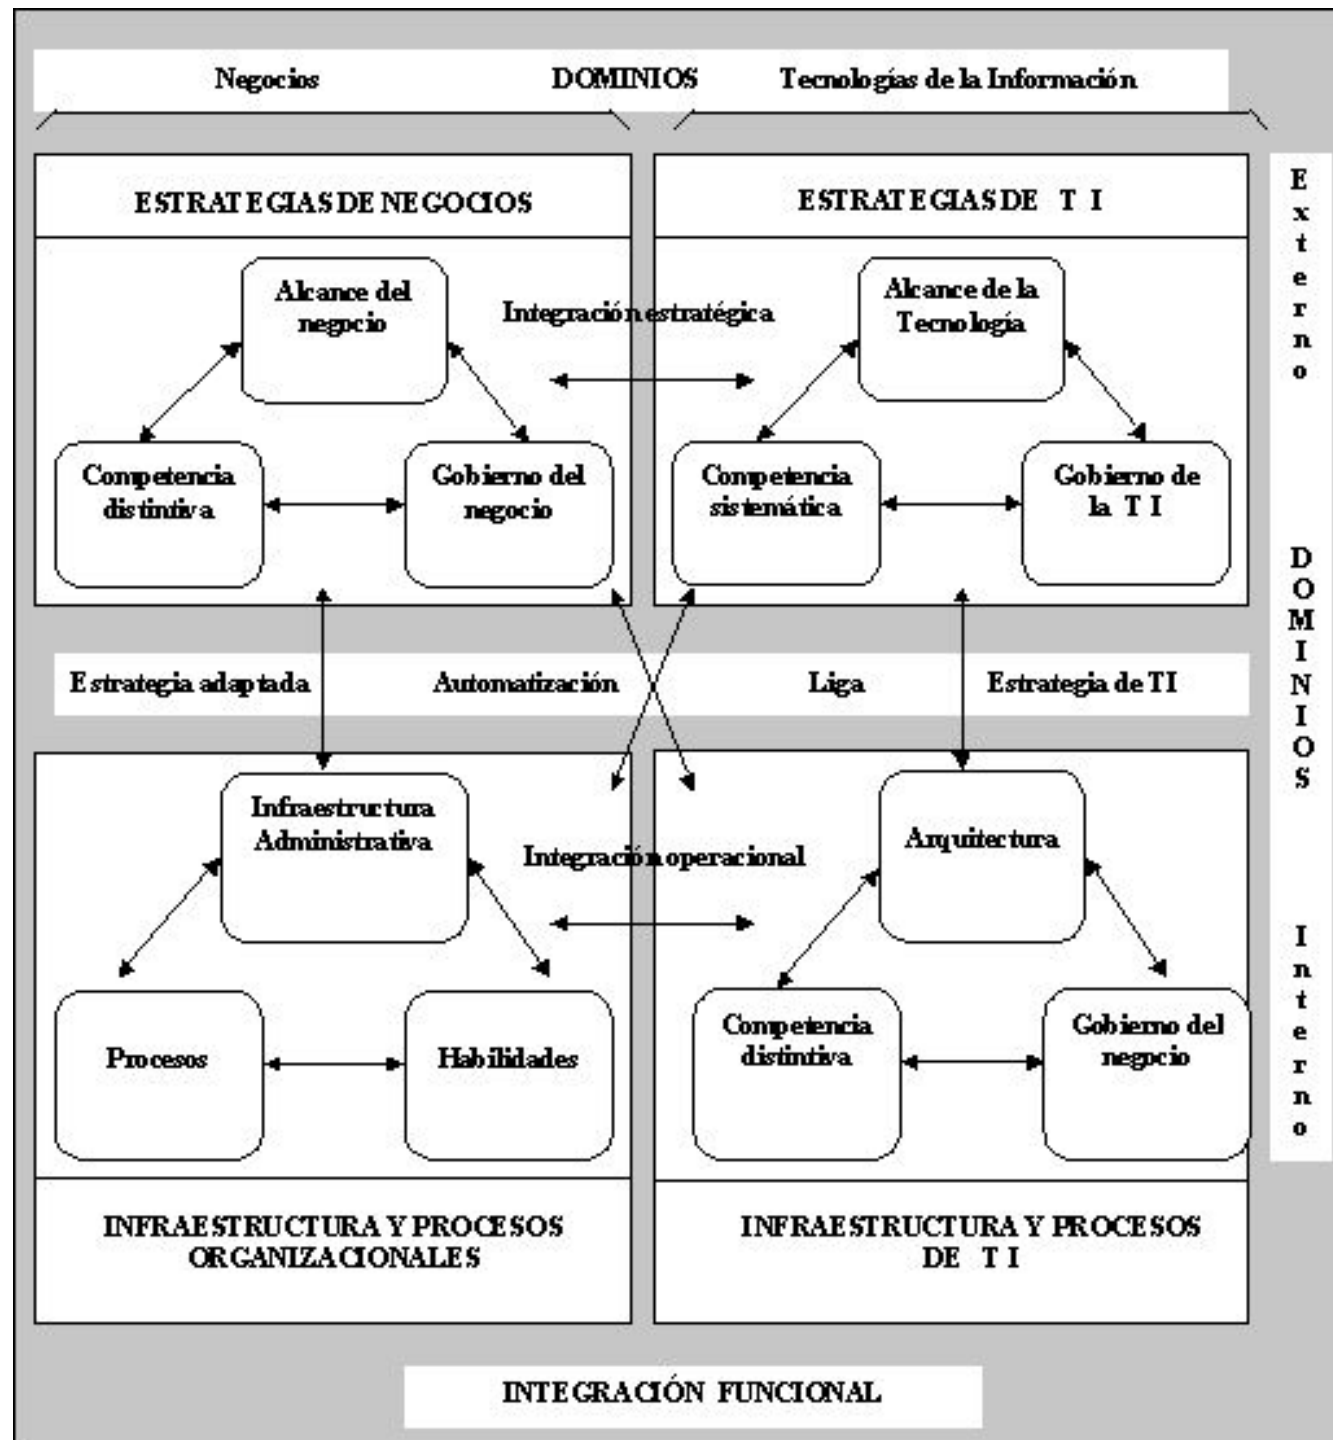 Negocios DOMINIOS Tecnologías de la Información
ESTRATEGIAS DE NEGOCIOS
ESTRATEGIAS DE T I
Alcance del
negocio
Integración estratégica
Alcance de la
Tecnología
Competencia
distintiva
Gobierno del
negocio
Competencia
sistemática
Gobierno de
la T I
Externo
DOMINIOS
Interno
Estrategia adaptada Automatización Liga Estrategia de TI
Infraestructura
Administrativa
Integración operacional
Arquitectura
Procesos
Habilidades
Competencia
distintiva
Gobierno del
negocio
INFRAESTRUCTURA Y PROCESOS
ORGANIZACIONALES
INFRAESTRUCTURA Y PROCESOS
DE T I
INTEGRACIÓN FUNCIONAL